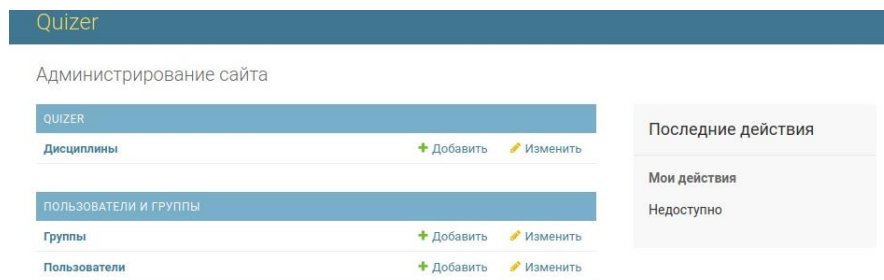 Quizer
Администрирование сайта
QUIZER
Дисциплины Добавить Изменить
ПОЛЬЗОВАТЕЛИ И ГРУППЫ
Группы Добавить Изменить
Пользователи Добавить Изменить
Последние действия
Мои действия
Недоступно